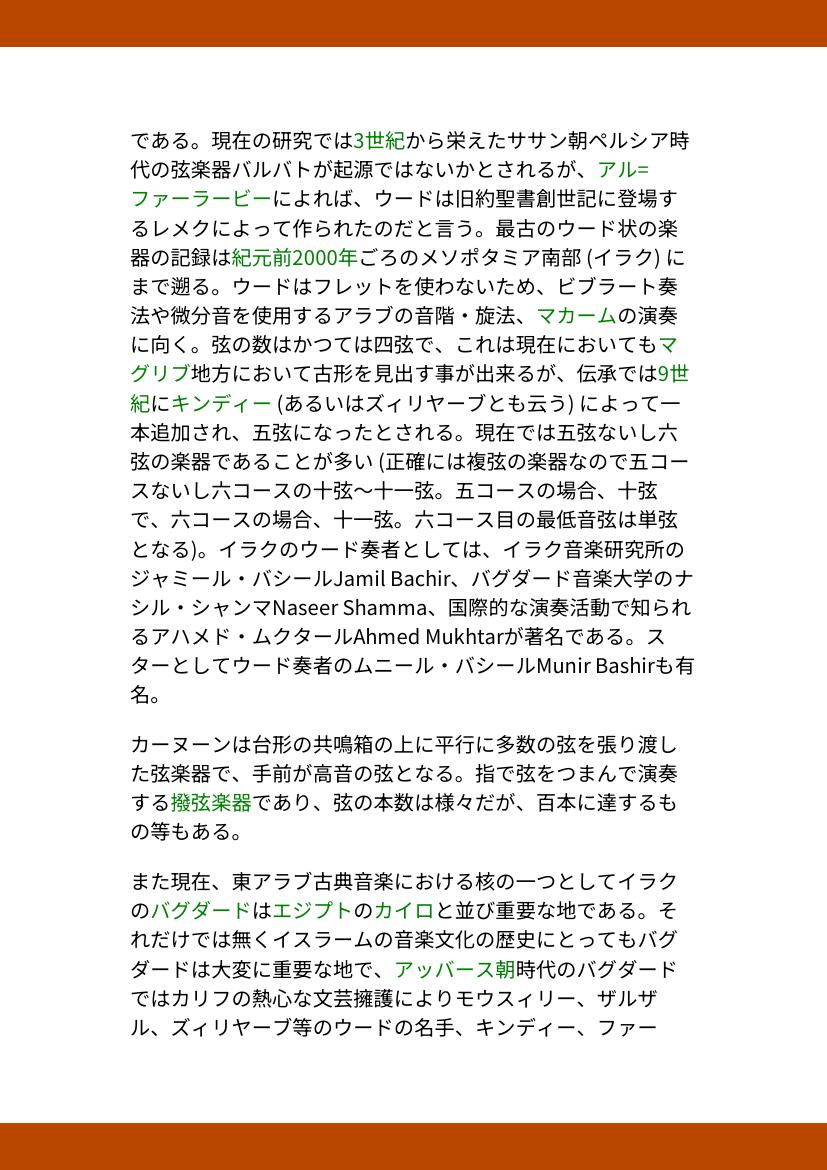 である。現在の研究では3世紀から栄えたササン朝ペルシア時
代の弦楽器バルバトが起源ではないかとされるが、アル=
ファーラービーによれば、ウードは旧約聖書創世記に登場す
るレメクによって作られたのだと言う。最古のウード状の楽
器の記録は紀元前2000年ごろのメソポタミア南部 (イラク) に
まで遡る。ウードはフレットを使わないため、ビブラート奏
法や微分音を使用するアラブの音階・旋法、マカームの演奏
に向く。弦の数はかつては四弦で、これは現在においてもマ
グリブ地方において古形を見出す事が出来るが、伝承では9世
紀にキンディー (あるいはズィリヤーブとも云う) によって一
本追加され、五弦になったとされる。現在では五弦ないし六
弦の楽器であることが多い (正確には複弦の楽器なので五コー
スないし六コースの十弦〜十一弦。五コースの場合、十弦
で、六コースの場合、十一弦。六コース目の最低音弦は単弦
となる)。イラクのウード奏者としては、イラク音楽研究所の
ジャミール・バシールJamil Bachir、バグダード音楽大学のナ
シル・シャンマNaseer Shamma、国際的な演奏活動で知られ
るアハメド・ムクタールAhmed Mukhtarが著名である。ス
ターとしてウード奏者のムニール・バシールMunir Bashirも有
名。
カーヌーンは台形の共鳴箱の上に平行に多数の弦を張り渡し
た弦楽器で、手前が高音の弦となる。指で弦をつまんで演奏
する撥弦楽器であり、弦の本数は様々だが、百本に達するも
の等もある。
また現在、東アラブ古典音楽における核の一つとしてイラク
のバグダードはエジプトのカイロと並び重要な地である。そ
れだけでは無くイスラームの音楽文化の歴史にとってもバグ
ダードは大変に重要な地で、アッバース朝時代のバグダード
ではカリフの熱心な文芸擁護によりモウスィリー、ザルザ
ル、ズィリヤーブ等のウードの名手、キンディー、ファー